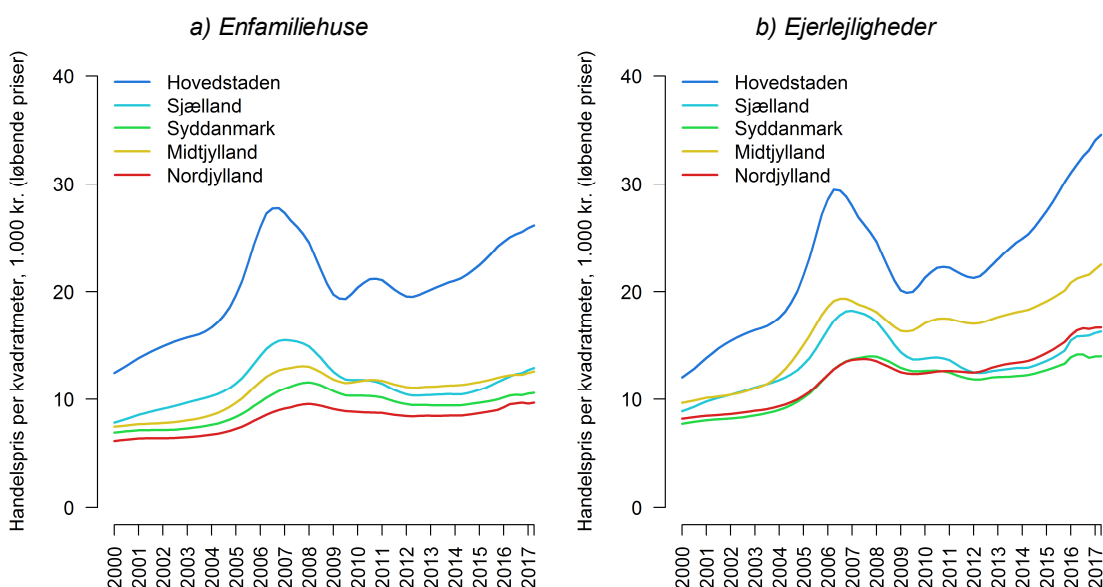 a) Enfamiliehuse
Handelspris per kvadratmeter, 1.000 kr. (løbende priser)
40
30
20
10
0
Hovedstaden
Sjælland
Syddanmark
Midtjylland
Nordjylland
2000 2001 2002 2003 2004 2005 2006 2007 2008 2009 2010 2011 2012 2013 2014 2015 2016 2017
b) Ejerlejligheder
Handelspris per kvadratmeter, 1.000 kr. (løbende priser)
40
30
20
10
0
Hovedstaden
Sjælland
Syddanmark
Midtjylland
Nordjylland
2000 2001 2002 2003 2004 2005 2006 2007 2008 2009 2010 2011 2012 2013 2014 2015 2016 2017